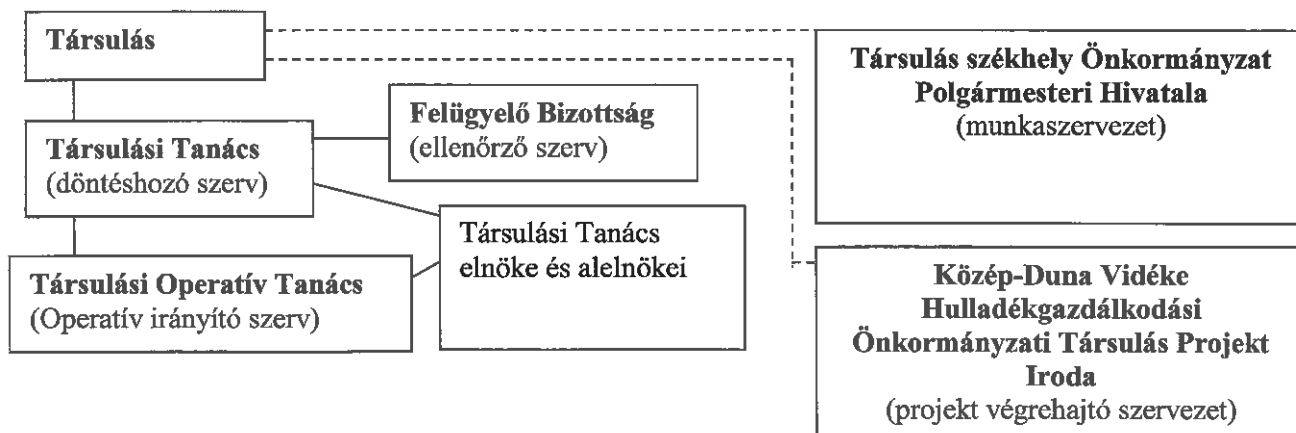 Társulás
Társulási Tanács
(döntéshozó szerv)
Társulási Operatív Tanács
(Operatív irányító szerv)
Felügyelő Bizottság
(ellenőrző szerv)
Társulási Tanács
elnöke és alelnökei
Társulás székhely Önkormányzat
Polgármesteri Hivatala
(munkaszervezet)
Közép-Duna Vidéke
Hulladékgazdálkodási
Önkormányzati Társulás Projekt
Iroda
(projekt végrehajtó szervezet)